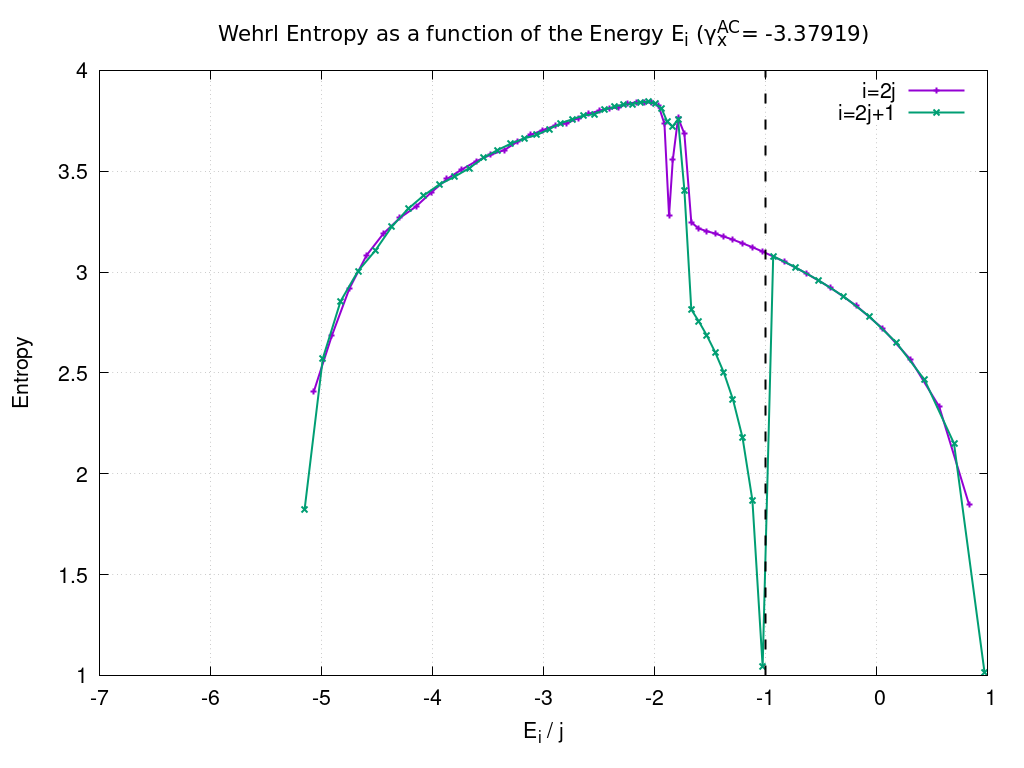 Wehrl Entropy as a function of the Energy E_i (γ_x^AC= -3.37919)
i=2j
i=2j+1
4
3.5
3
2.5
2
1.5
1
Entropy
-7 -6 -5 -4 -3 -2 -1 0 1
E_i / j